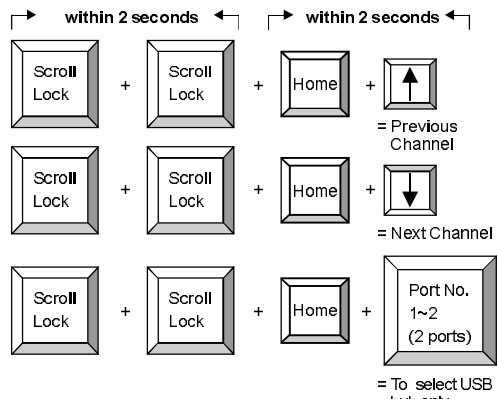 within 2 seconds within 2 seconds
Scroll Lock + Scroll Lock + Home +
= Previous Channel
Scroll Lock + Scroll Lock + Home +
= Next Channel
Scroll Lock + Scroll Lock + Home + Port No. 1~2 (2 ports)
= To select USB